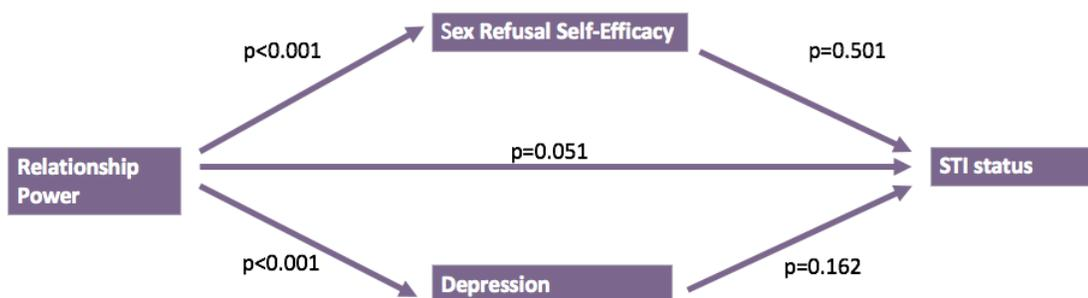 Sex Refusal Self-Efficacy
p<0.001
p=0.501
p=0.051
Relationship
Power
STI status
p<0.001
p=0.162
Depression